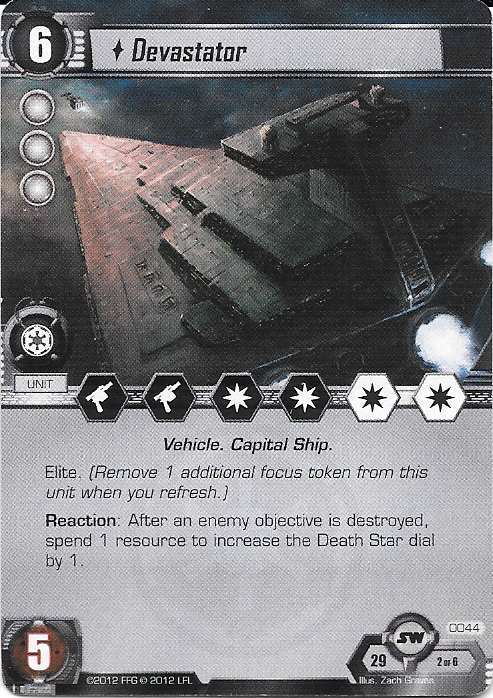 6
Devastator
UNIT
Vehicle. Capital Ship.
Elite. (Remove 1 additional focus token from this
unit when you refresh.)
Reaction: After an enemy objective is destroyed,
spend 1 resource to increase the Death Star dial
by 1.
5
0044
SW
29
2 OF 6
©2012 FFG © 2012 LFL
Illus. Zach Graves